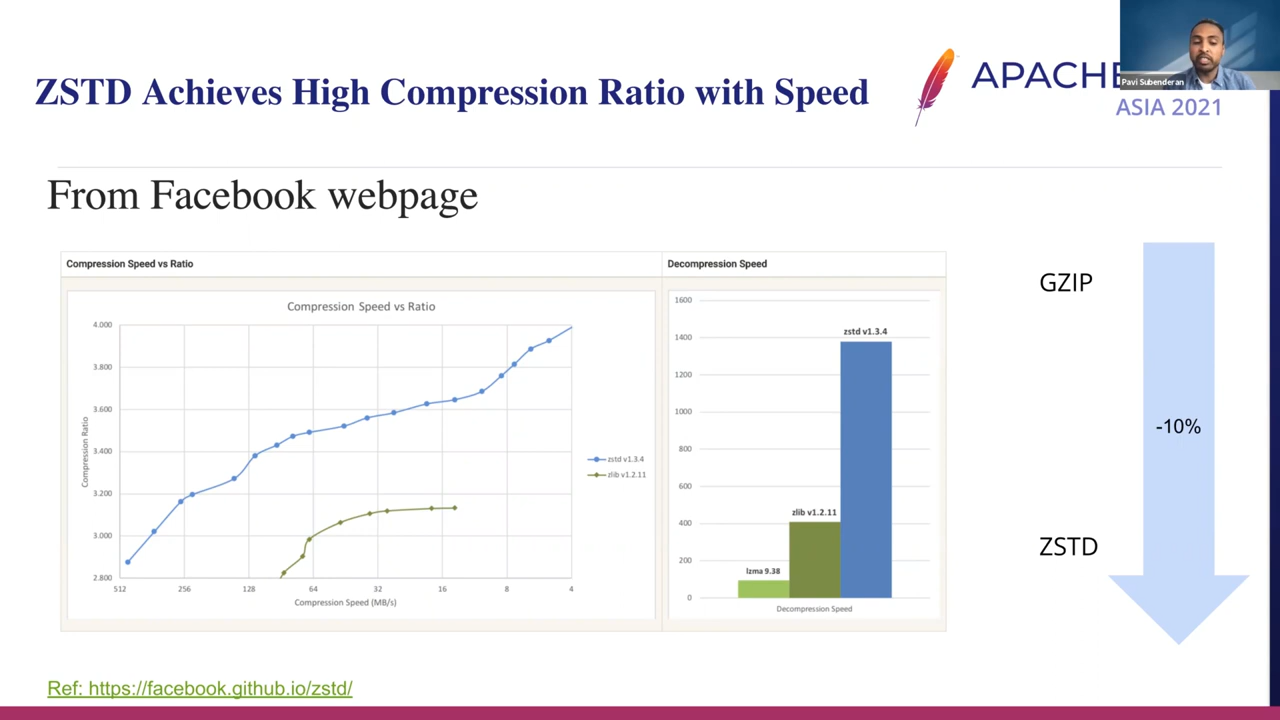 ZSTD Achieves High Compression Ratio with Speed
APACHE
ASIA 2021
Pavi Subenderan
From Facebook webpage
Compression Speed vs Ratio
Compression Speed vs Ratio
4.000
3.800
3.600
3.400
3.200
3.000
2.800
Compression Ratio
512
256
128
64
32
16
8
4
Compression Speed (MB/s)
zstd v1.3.4
zlib v1.2.11
Decompression Speed
1600
1400
1200
1000
800
600
400
200
0
lzma 9.38
zlib v1.2.11
zstd v1.3.4
Decompression Speed
GZIP
-10%
ZSTD
Ref: https://facebook.github.io/zstd/